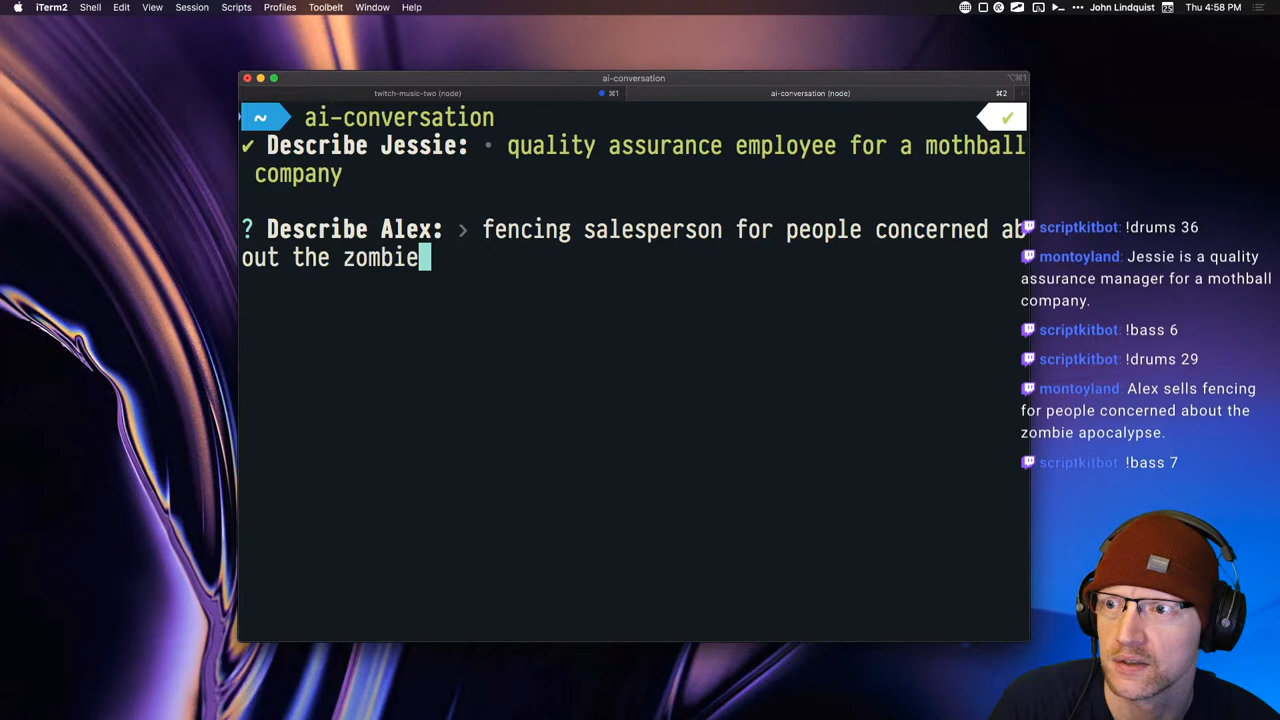 iTerm2 Shell Edit View Session Scripts Profiles Toolbelt Window Help John Lindquist 25 Thu 4:58 PM
ai-conversation ⌥⌘1
twitch-music-two (node) ⌘1 ai-conversation (node) ⌘2
~ ai-conversation ✔
✔ Describe Jessie: · quality assurance employee for a mothball
company
? Describe Alex: › fencing salesperson for people concerned ab
out the zombie
scriptkitbot: !drums 36
montoyland: Jessie is a quality
assurance manager for a mothball
company.
scriptkitbot: !bass 6
scriptkitbot: !drums 29
montoyland: Alex sells fencing
for people concerned about the
zombie apocalypse.
scriptkitbot: !bass 7